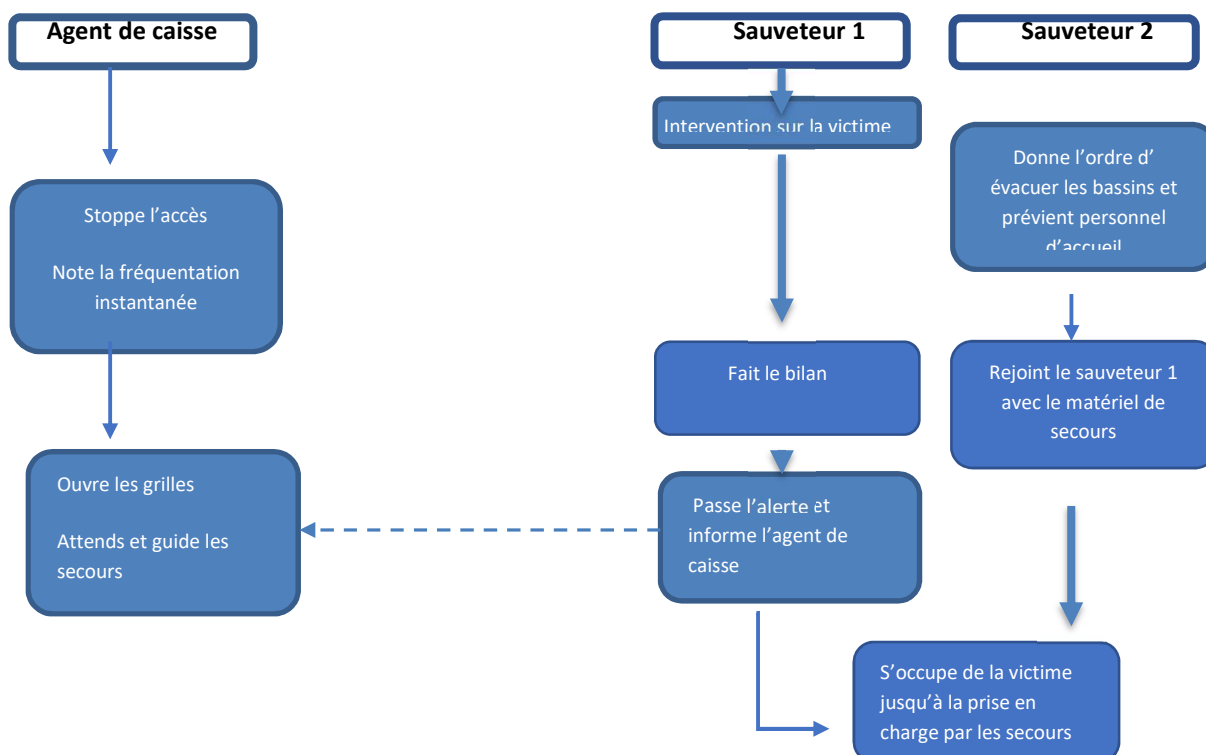 Agent de caisse
Stoppe l’accès
Note la fréquentation
instantanée
Ouvre les grilles
Attends et guide les
secours
Sauveteur 1
Intervention sur la victime
Fait le bilan
Passe l’alerte et
informe l’agent de
caisse
Sauveteur 2
Donne l’ordre d’
évacuer les bassins et
prévient personnel
d’accueil
Rejoint le sauveteur 1
avec le matériel de
secours
S’occupe de la victime
jusqu’à la prise en
charge par les secours